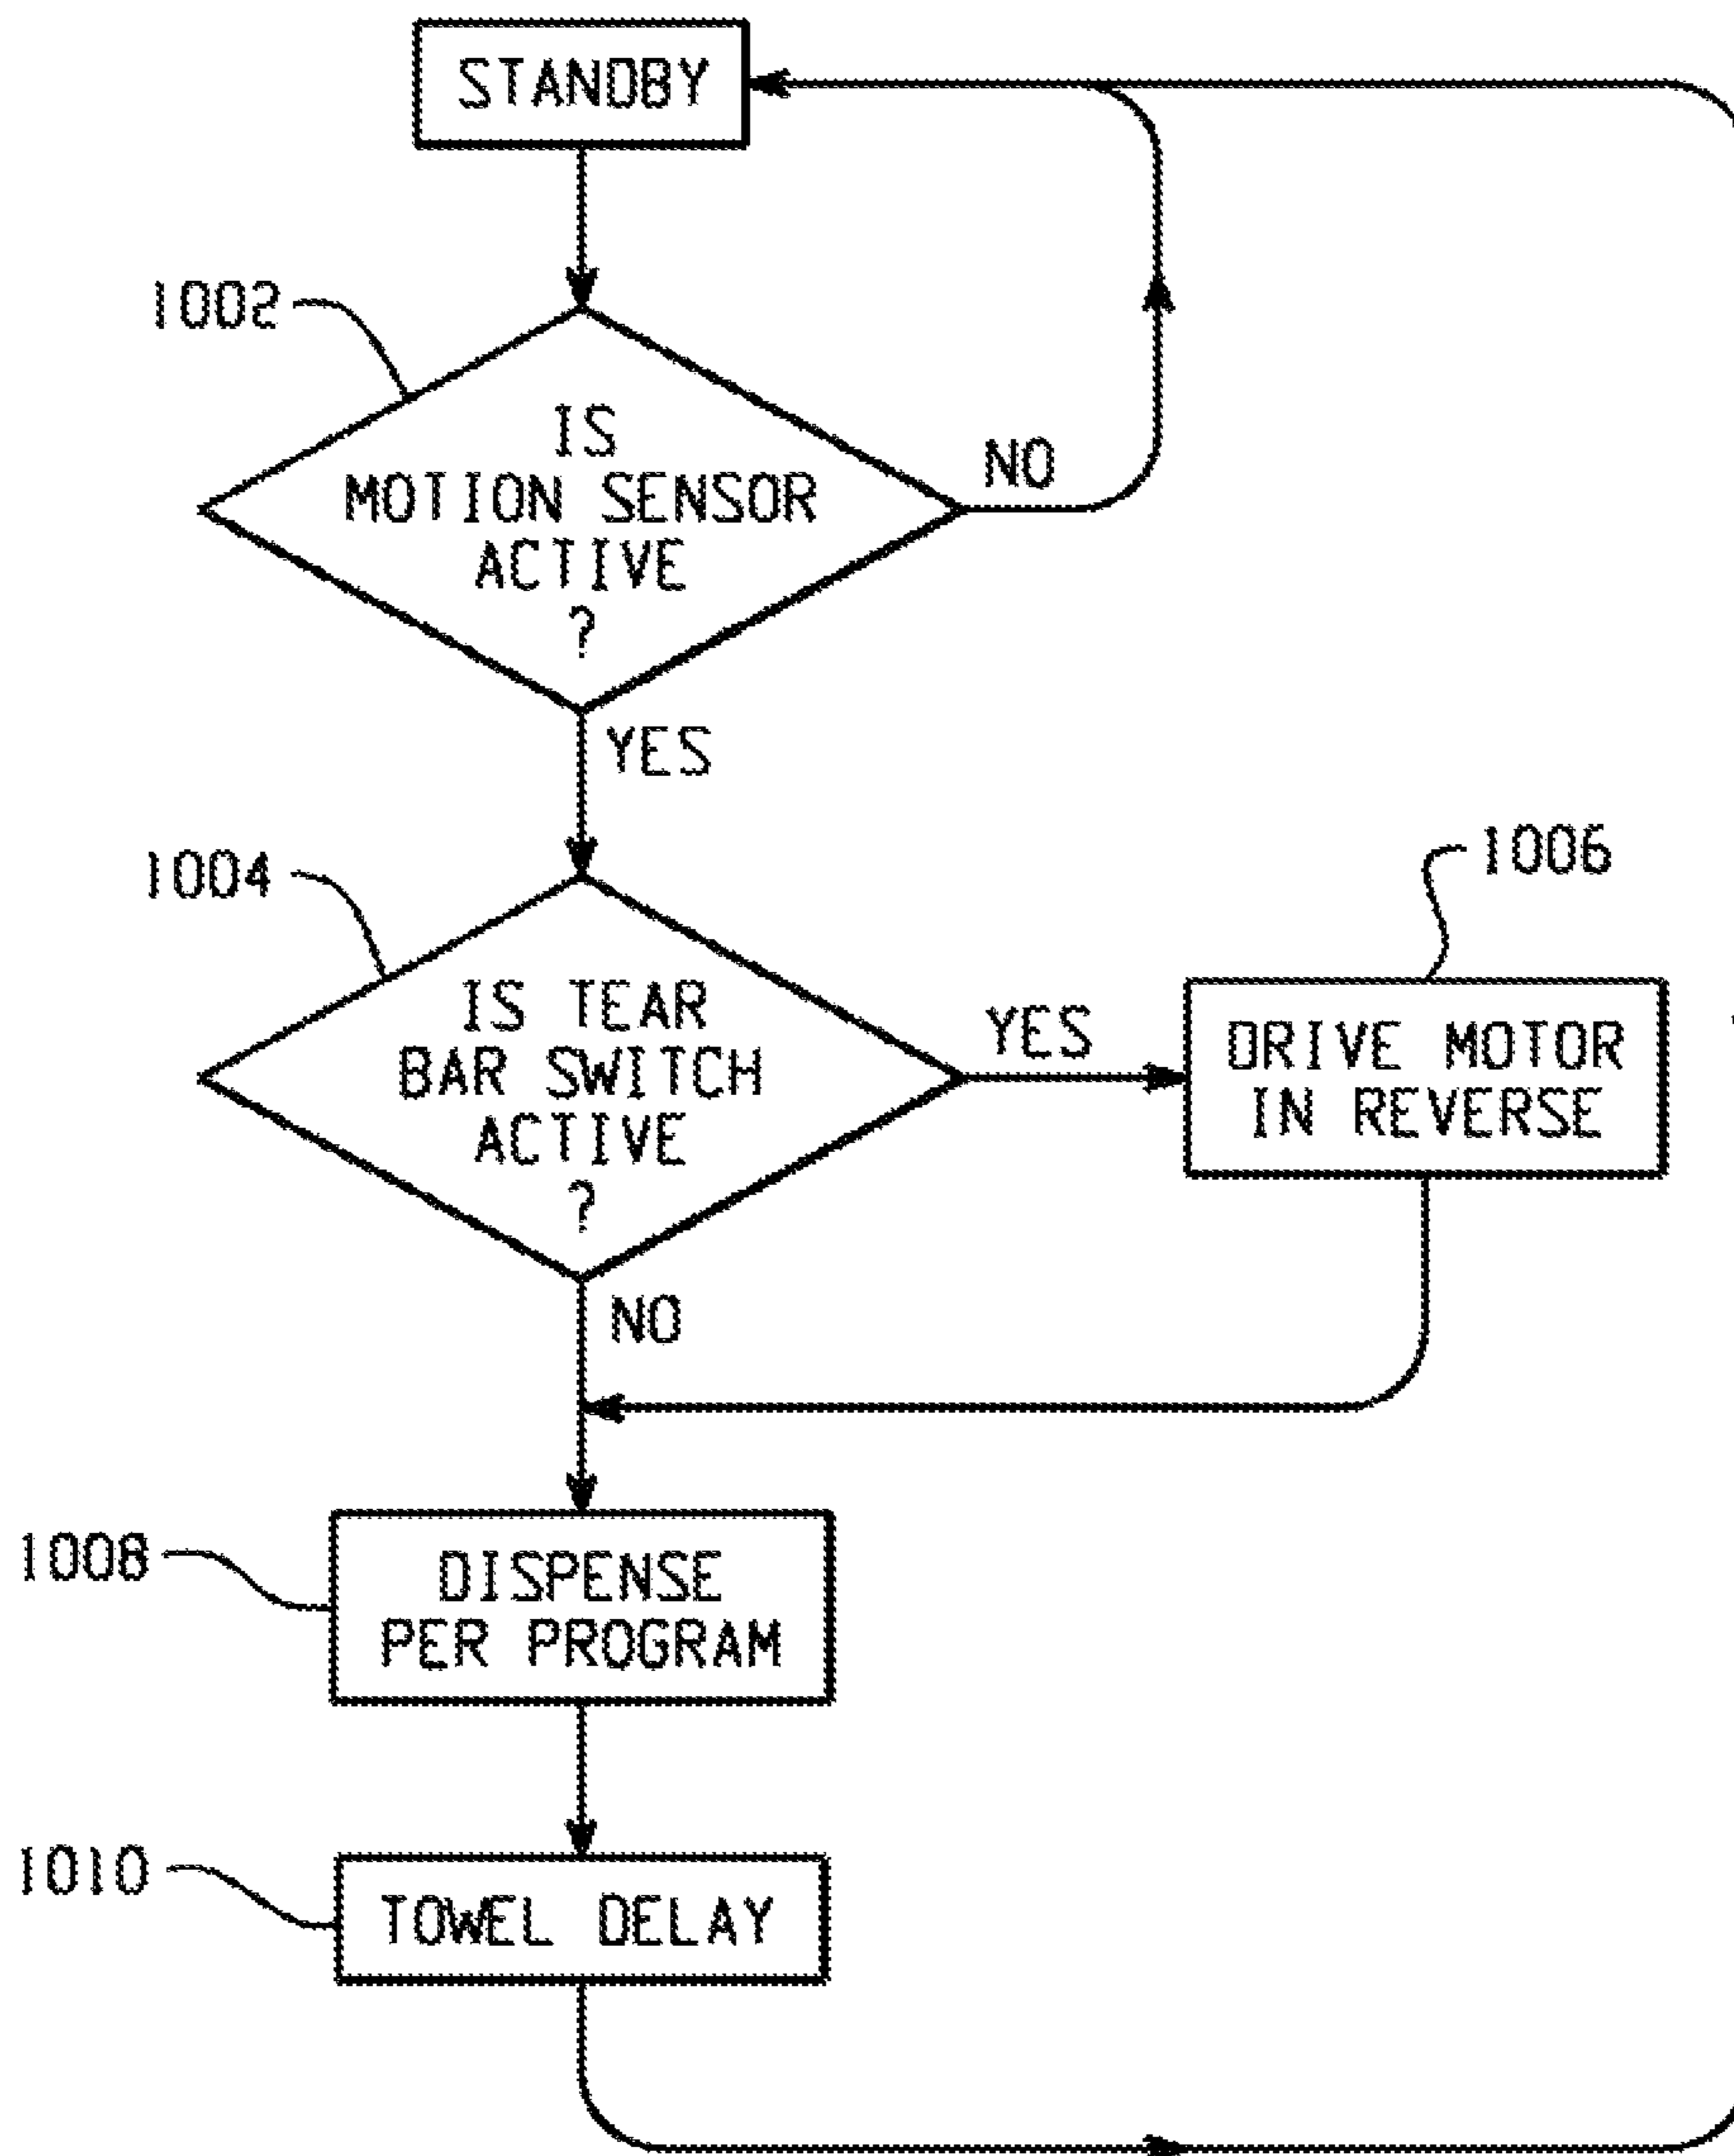 STANDBY
1002
IS
MOTION SENSOR
ACTIVE
?
NO
YES
1004
IS TEAR
BAR SWITCH
ACTIVE
?
YES
1006
DRIVE MOTOR
IN REVERSE
NO
1008
DISPENSE
PER PROGRAM
1010
TOWEL DELAY